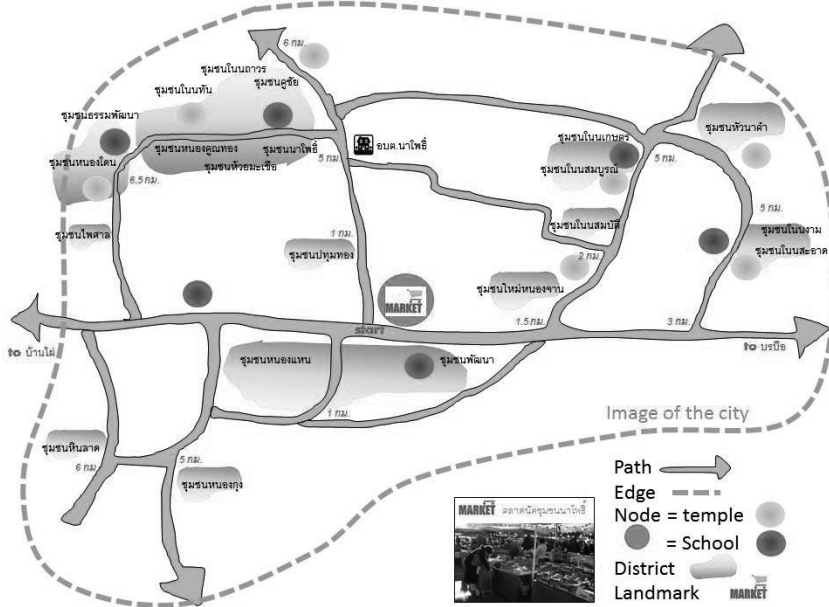 6 กม.
ชุมชนโนนถาวร
ชุมชนโนนทัน
ชุมชนคูชัย
ชุมชนธรรมพัฒนา
ชุมชนหนองโดน
ชุมชนหนองคูณทอง
ชุมชนนาโพธิ์
ชุมชนห้วยมะเขือ
5 กม.
อบต.นาโพธิ์
6.5 กม.
ชุมชนไพศาล
1 กม.
ชุมชนปทุมทอง
MARKET
start
ชุมชนโนนเกษตร
ชุมชนโนนสมบูรณ์
ชุมชนโนนสมบัติ
5 กม.
ชุมชนหัวนาคำ
5 กม.
ชุมชนโนนงาม
ชุมชนโนนสะอาด
2 กม.
ชุมชนใหม่หนองจาน
1.5 กม.
3 กม.
to บ้านไผ่
to บรบือ
ชุมชนหนองแหน
ชุมชนพัฒนา
1 กม.
ชุมชนหินลาด
6 กม.
5 กม.
ชุมชนหนองกุง
Image of the city
MARKET ตลาดนัดชุมชนนาโพธิ์
Path
Edge
Node = temple
= School
District
Landmark MARKET